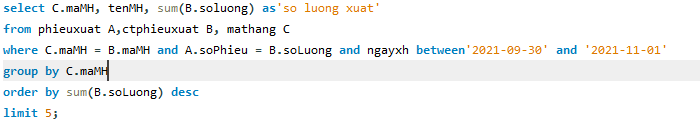 select C.maMH, tenMH, sum(B.soluong) as'so luong xuat'
from phieuxuat A,ctphieuxuat B, mathang C
where C.maMH = B.maMH and A.soPhieu = B.soLuong and ngayxh between'2021-09-30' and '2021-11-01'
group by C.maMH
order by sum(B.soLuong) desc
limit 5;